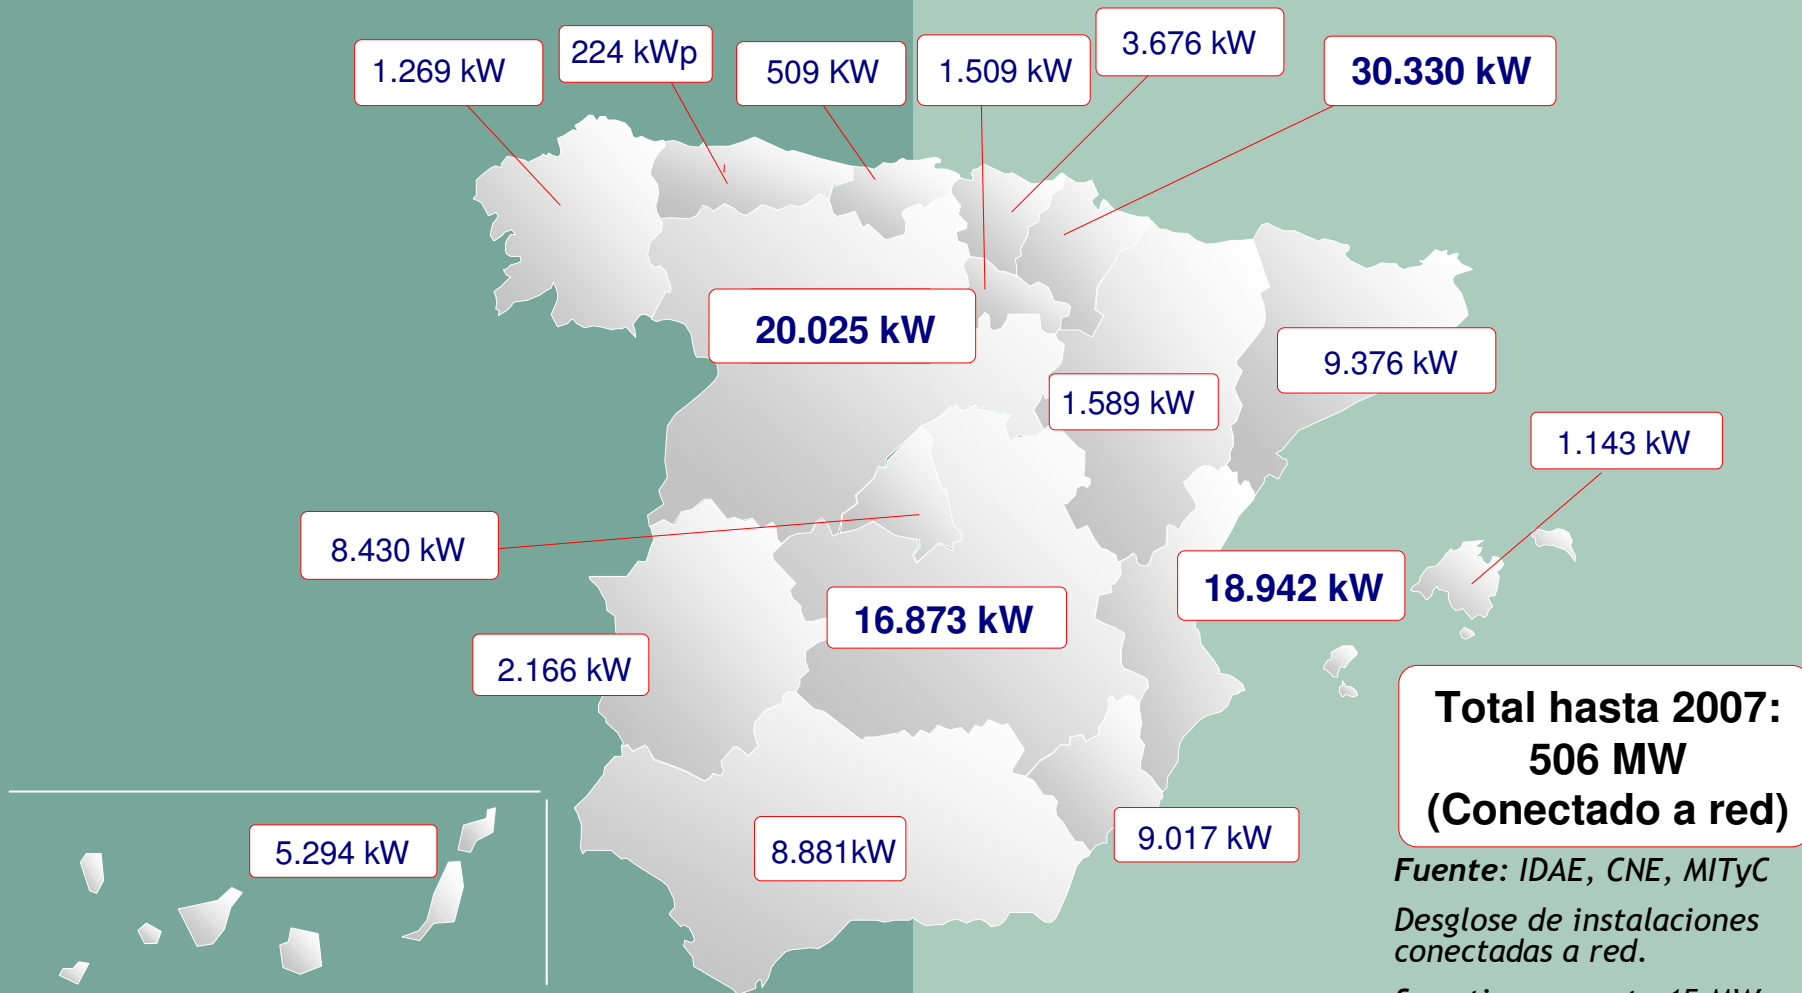 1.269 kW
224 kWp
509 KW
1.509 kW
3.676 kW
30.330 kW
20.025 kW
9.376 kW
1.589 kW
1.143 kW
8.430 kW
18.942 kW
16.873 kW
2.166 kW
Total hasta 2007:
506 MW
(Conectado a red)
5.294 kW
8.881kW
9.017 kW
Fuente: IDAE, CNE, MITyC
Desglose de instalaciones
conectadas a red.
15 MW